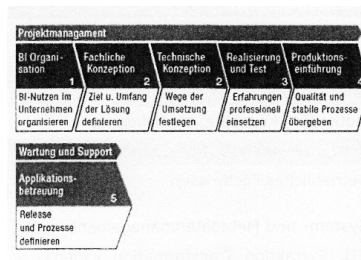 Projektmanagament
BI Organi-
sation
1
Fachliche
Konzeption
2
Technische
Konzeption
2
Realisierung
und Test
3
Produktions-
einführung
BI-Nutzen im
Unternehmen
organisieren
Ziel u. Umfang
der Lösung
definieren
Wege der
Umsetzung
festlegen
Erfahrungen
professionell
einsetzen
Qualität und
stabile Prozesse
übergeben
Wartung und Support
Applikations-
betreuung
5
Release
und Prozesse
definieren